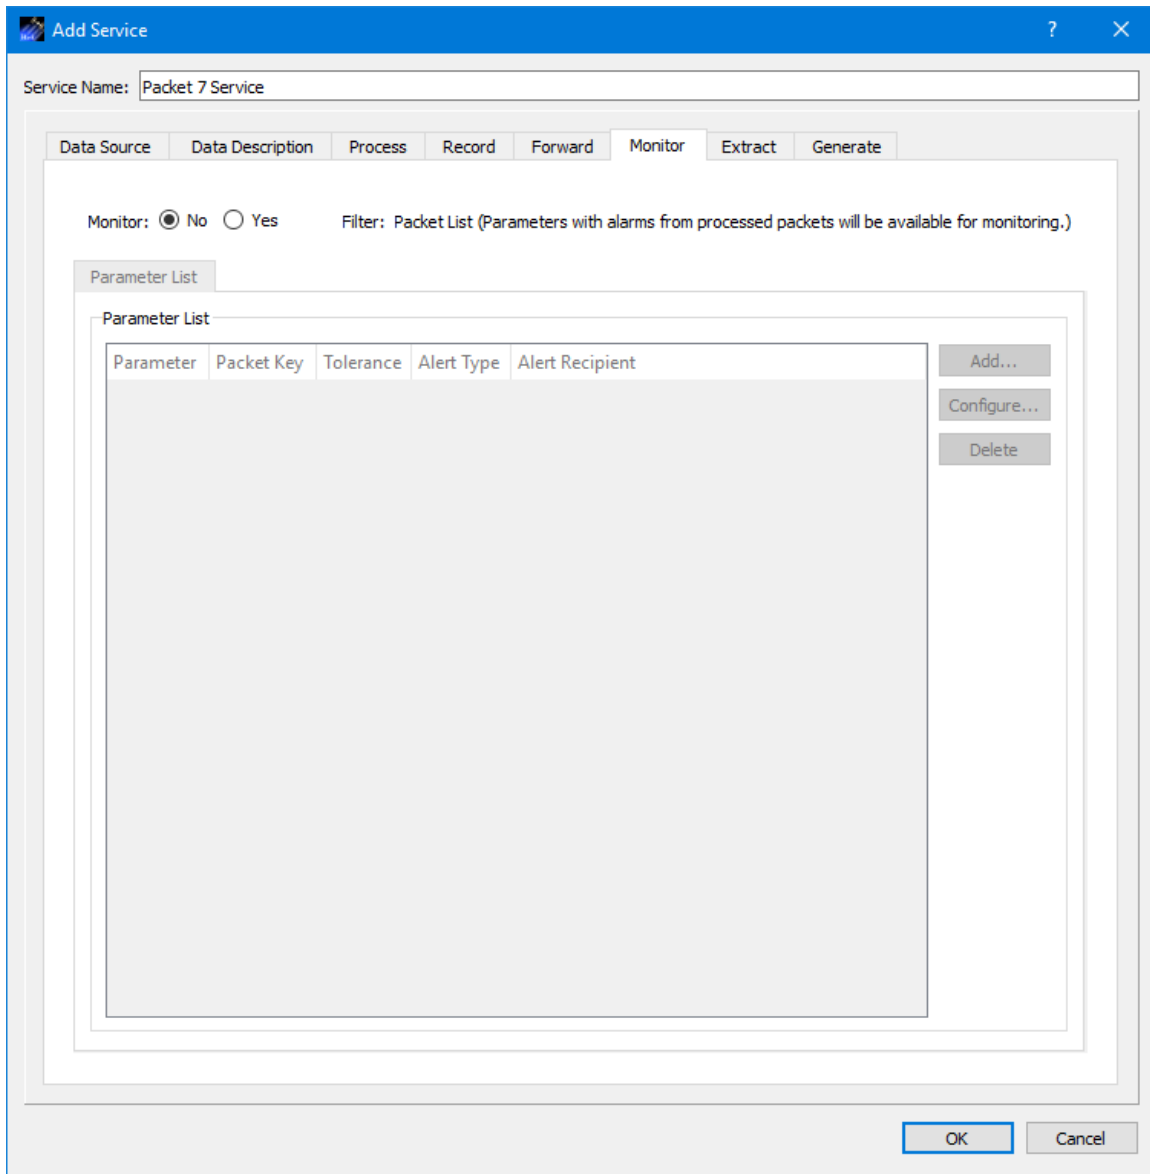 Add Service
?
Service Name: Packet 7 Service
Data Source Data Description Process Record Forward Monitor Extract Generate
Monitor: No Yes Filter: Packet List (Parameters with alarms from processed packets will be available for monitoring.)
Parameter List
Parameter List
Parameter Packet Key Tolerance Alert Type Alert Recipient
Add...
Configure...
Delete
OK Cancel